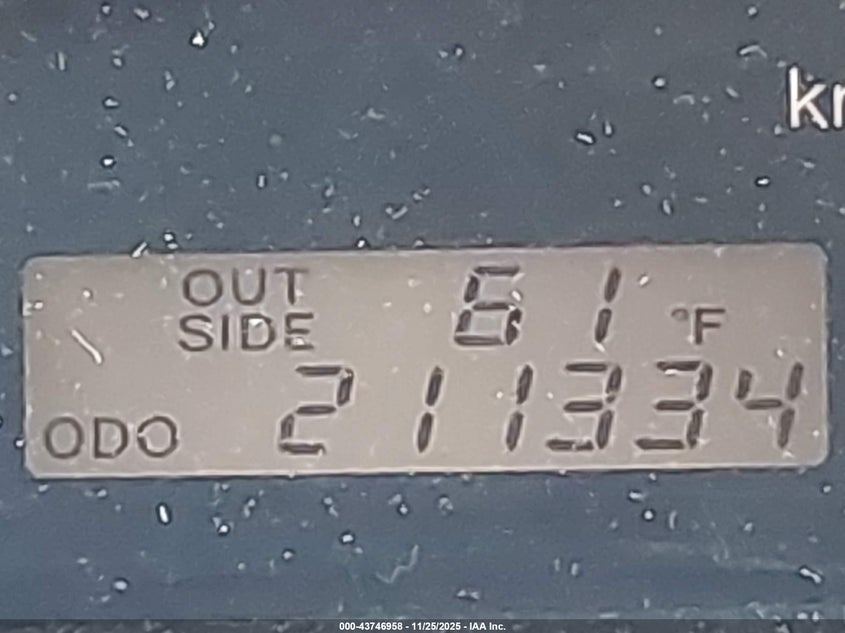 kr
OUT SIDE 61 °F
ODO 211334
000-43746958 - 11/25/2025 - IAA Inc.